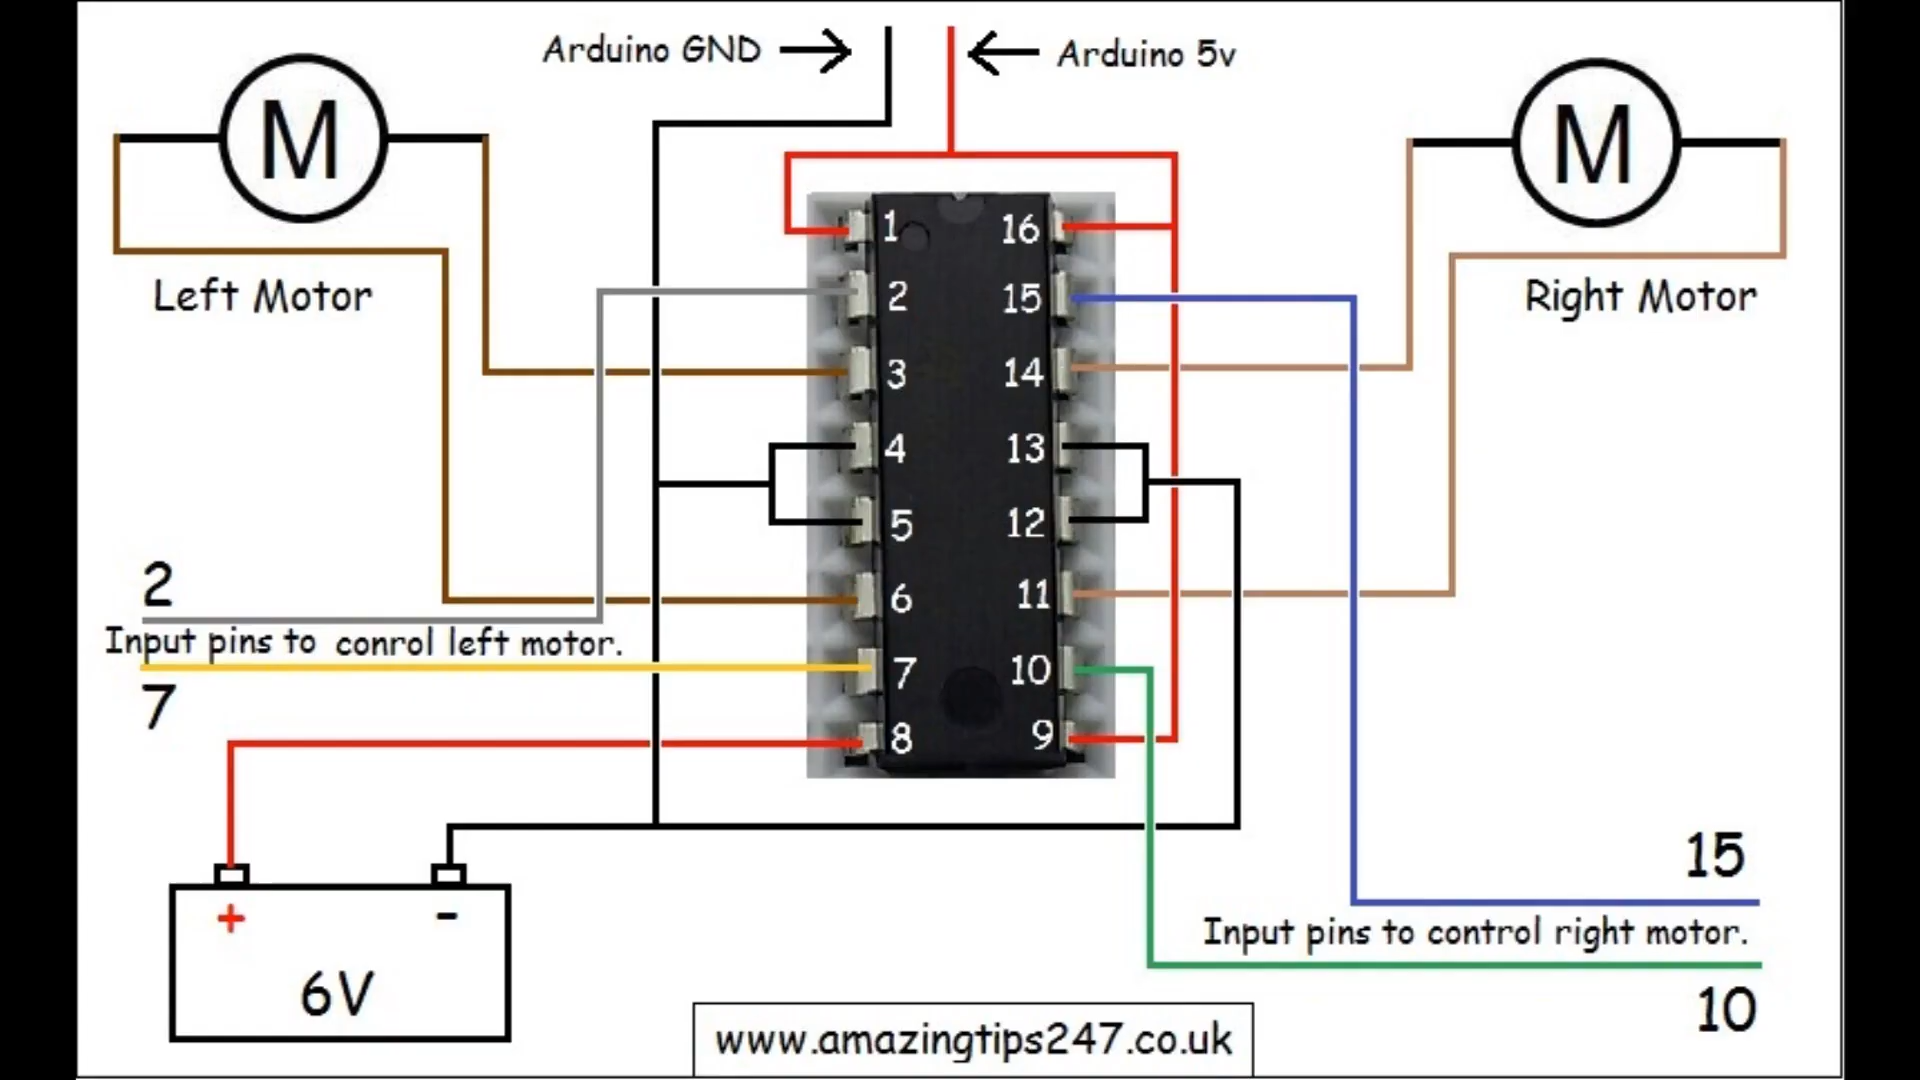 Arduino GND
Arduino 5v
M
M
Left Motor
Right Motor
1
16
2
15
3
14
4
13
5
12
6
11
7
10
8
9
2
Input pins to conrol left motor.
7
15
Input pins to control right motor.
10
+
-
6V
www.amazingtips247.co.uk